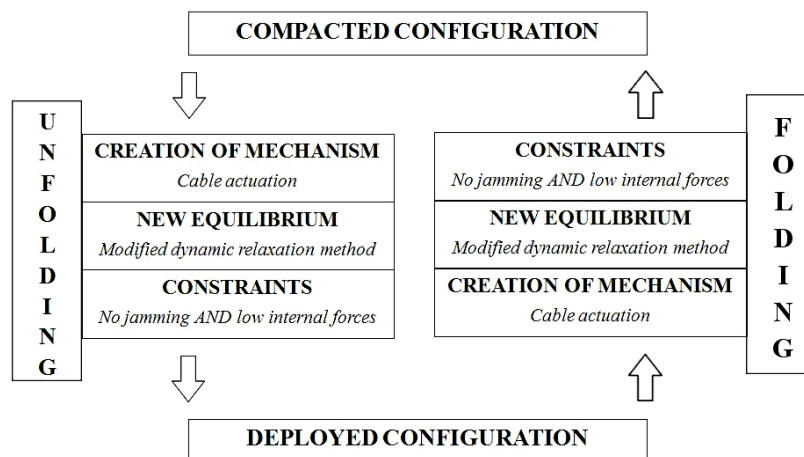 COMPACTED CONFIGURATION
UNFOLDING
CREATION OF MECHANISM
Cable actuation
NEW EQUILIBRIUM
Modified dynamic relaxation method
CONSTRAINTS
No jamming AND low internal forces
CONSTRAINTS
No jamming AND low internal forces
NEW EQUILIBRIUM
Modified dynamic relaxation method
CREATION OF MECHANISM
Cable actuation
FOLDING
DEPLOYED CONFIGURATION